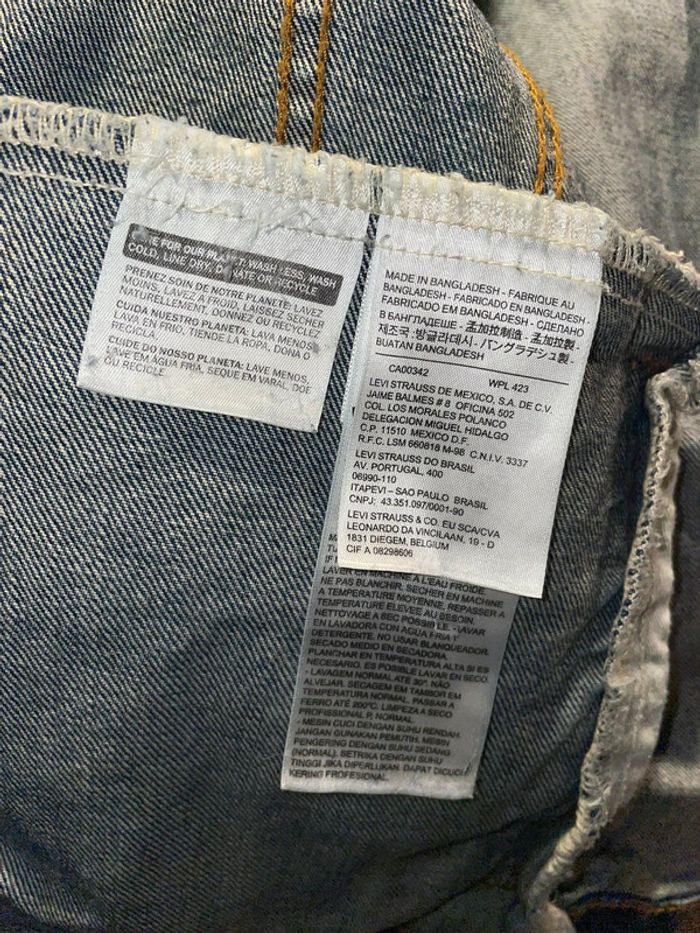 FOR OUR PLANET: WASH LESS, WASH
COLD, LINE DRY, DONATE OR RECYCLE
PRENEZ SOIN DE NOTRE PLANETE: LAVEZ
MOINS, LAVEZ A FROID, LAISSEZ SÉCHER
NATURELLEMENT, DONNEZ OU RECYCLEZ
CUIDA NUESTRO PLANETA: LAVA MENOS,
LAVA EN FRIO, TIENDE LA ROPA, DONA O
RECICLA.
CUIDE DO NOSSO PLANETA: LAVE MENOS,
LAVE EM ÁGUA FRIA, SEQUE EM VARAL, DOE
OU RECICLE.
MADE IN BANGLADESH - FABRIQUE AU
BANGLADESH - FABRICADO EN BANGLADESH -
FABRICADO EM BANGLADESH - СДЕЛАНО
В БАНГЛАДЕШЕ - 孟加拉制造 - 孟加拉製 -
제조국 :방글라데시 - バングラデシュ製 -
BUATAN BANGLADESH
CA00342 WPL 423
LEVI STRAUSS DE MEXICO, S.A. DE C.V.
JAIME BALMES # 8 OFICINA 502
COL. LOS MORALES POLANCO
DELEGACION MIGUEL HIDALGO
C.P. 11510 MEXICO D.F.
R.F.C. LSM 660818 M-98 C.N.I.V. 3337
LEVI STRAUSS DO BRASIL
AV. PORTUGAL, 400
06990-110
ITAPEVI – SAO PAULO BRASIL
CNPJ: 43.351.097/0001-90
LEVI STRAUSS & CO. EU SCA/CVA
LEONARDO DA VINCILAAN, 19 - D
1831 DIEGEM, BELGIUM
CIF A 08298606
LAVER EN MACHINE A L'EAU FROIDE.
NE PAS BLANCHIR. SECHER EN MACHINE
A TEMPERATURE MOYENNE, REPASSER A
TEMPERATURE ELEVES AU BESOIN.
NETTOYAGE A SEC POSSIBLE. - LAVAR
EN LAVADORA CON AGUA FRIA Y
DETERGENTE. NO USAR BLANQUEADOR.
SECADO MEDIO EN SECADORA.
PLANCHAR EN TEMPERATURA ALTA SI ES
NECESARIO. ES POSIBLE LAVAR EN SECO.
- LAVAGEM NORMAL ATÉ 30°. NÃO
ALVEJAR. SECAGEM EM TAMBOR EM
TEMPERATURA NORMAL. PASSAR A
FERRO ATÉ 200°C. LIMPEZA A SECO
PROFISSIONAL P, NORMAL.
- MESIN CUCI DENGAN SUHU RENDAH.
JANGAN GUNAKAN PEMUTIH. MESIN
PENGERING DENGAN SUHU SEDANG
(NORMAL). SETRIKA DENGAN SUHU
TINGGI JIKA DIPERLUKAN. DAPAT DICUCI
KERING PROFESIONAL.